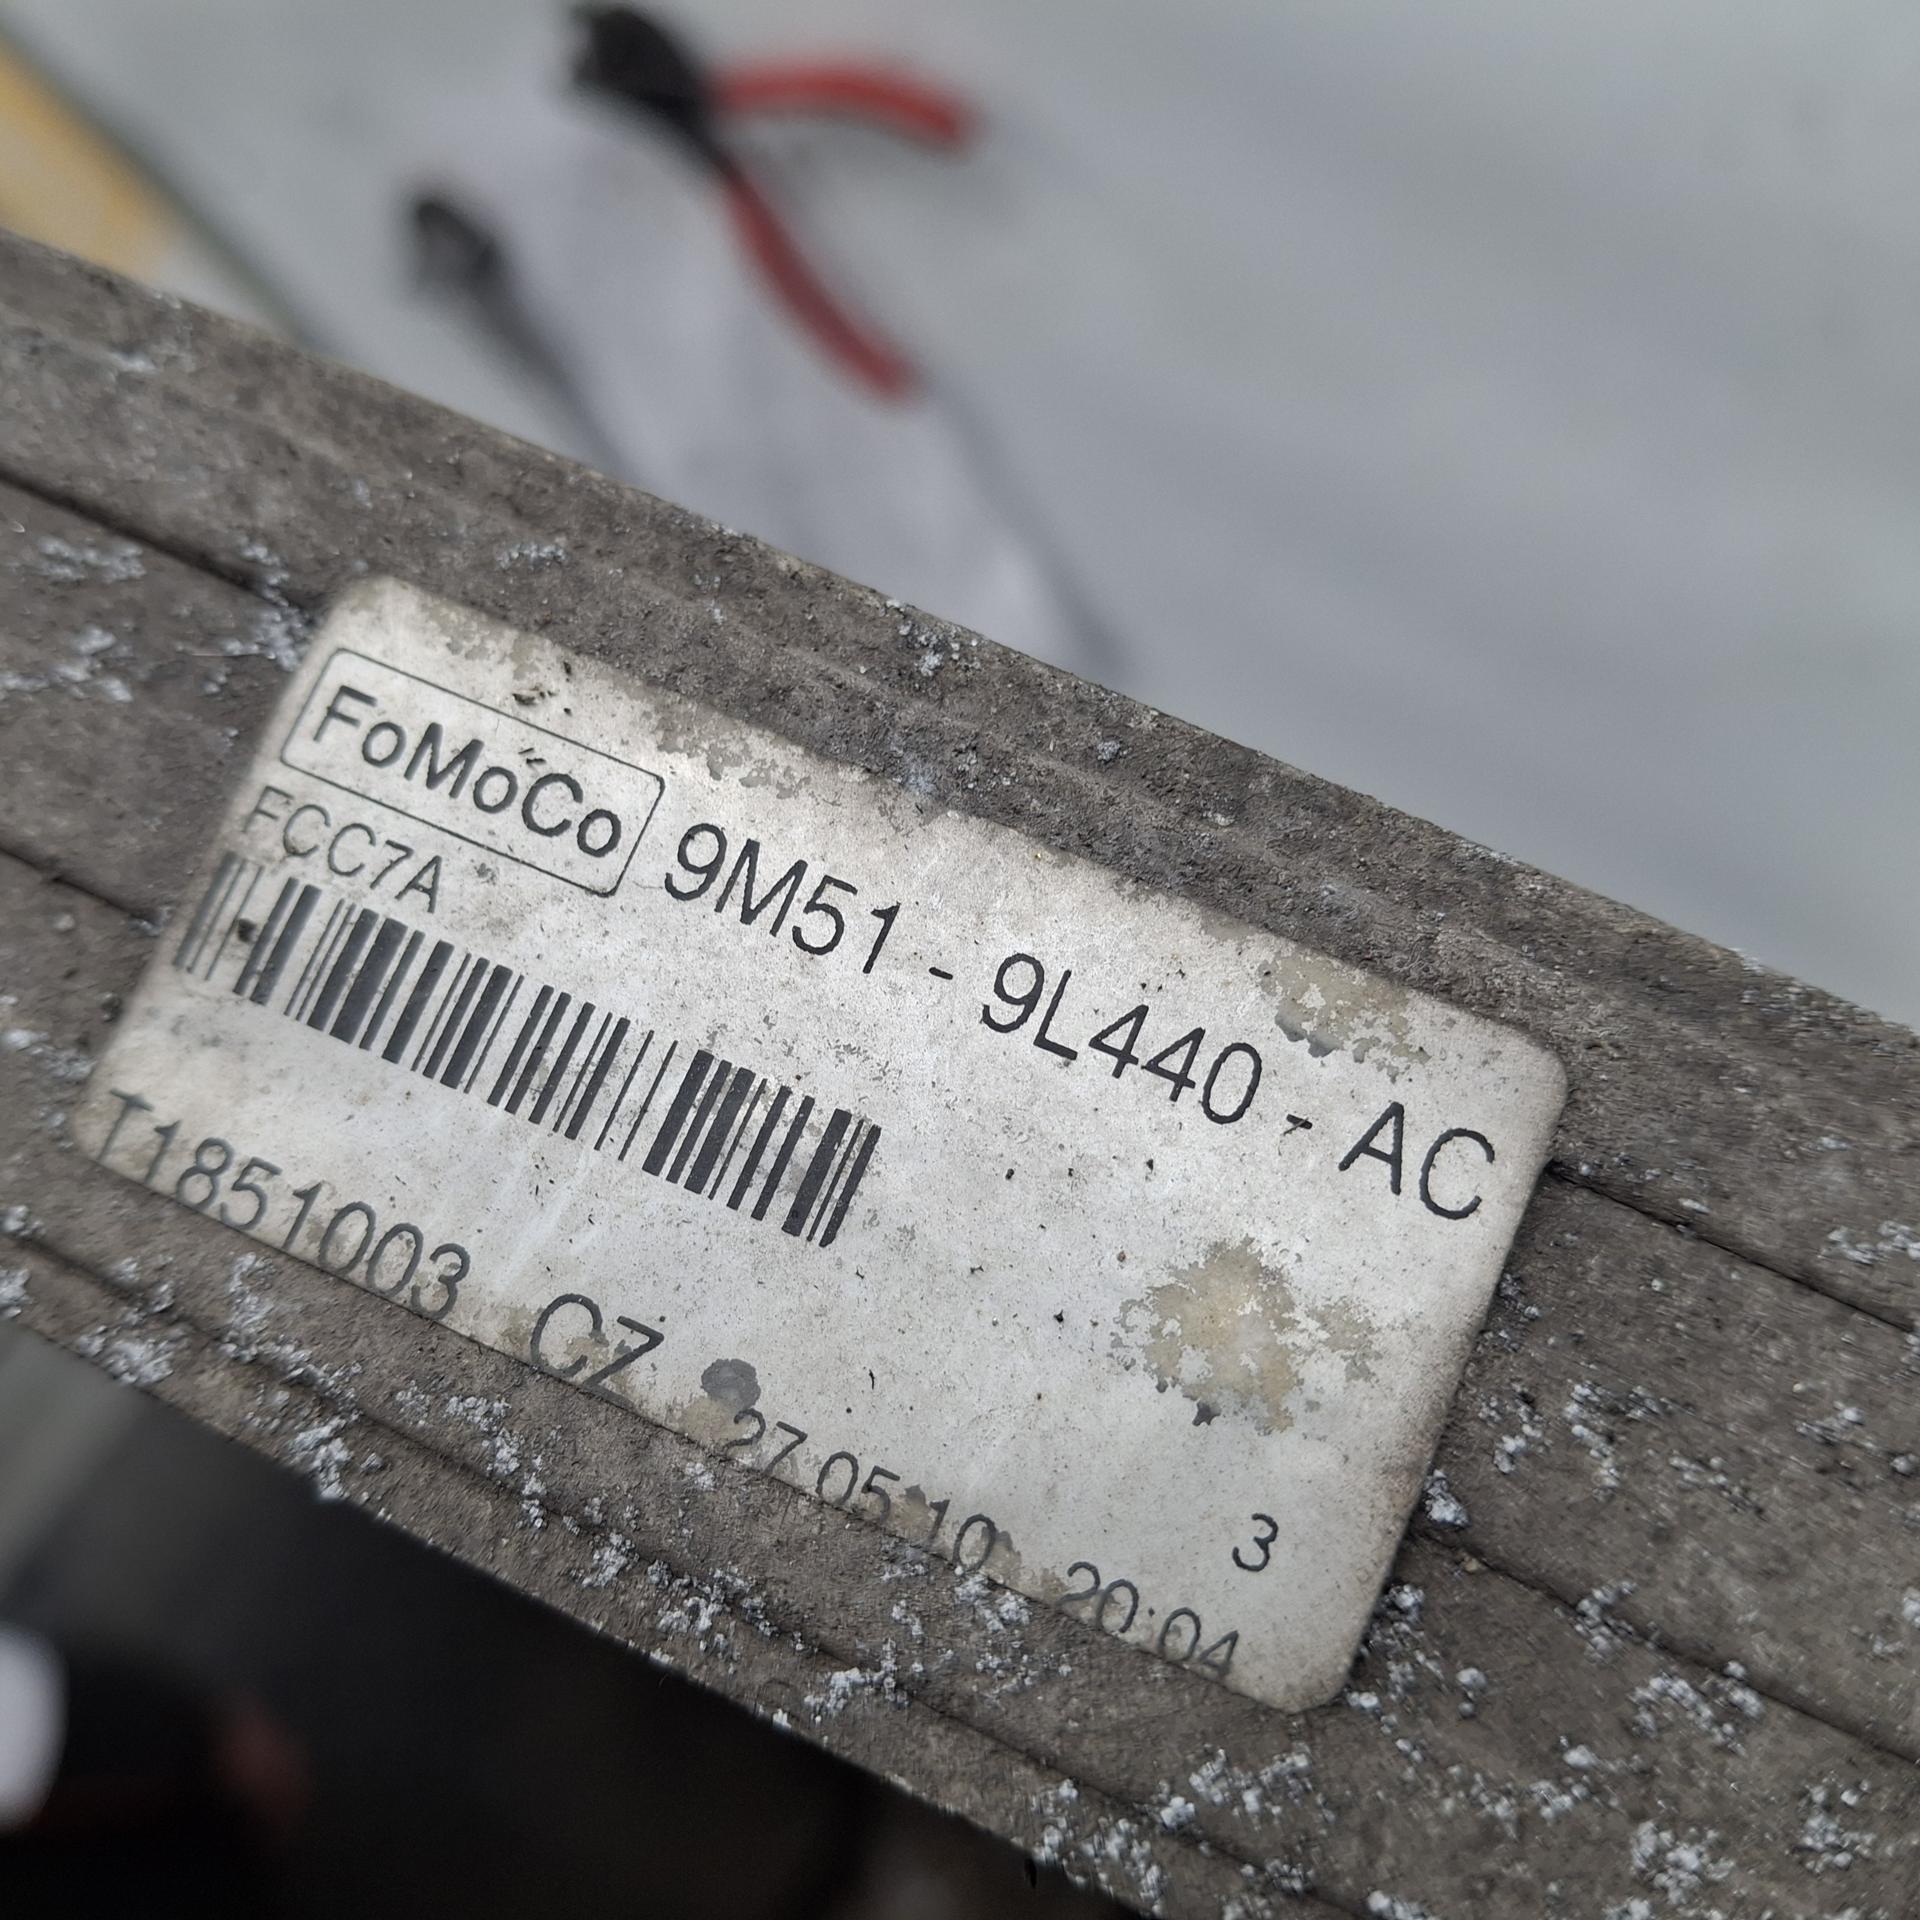 FoMoCo 9M51 - 9L440 - AC
FCC7A
3
T1851003 CZ 27.05.10 20:04